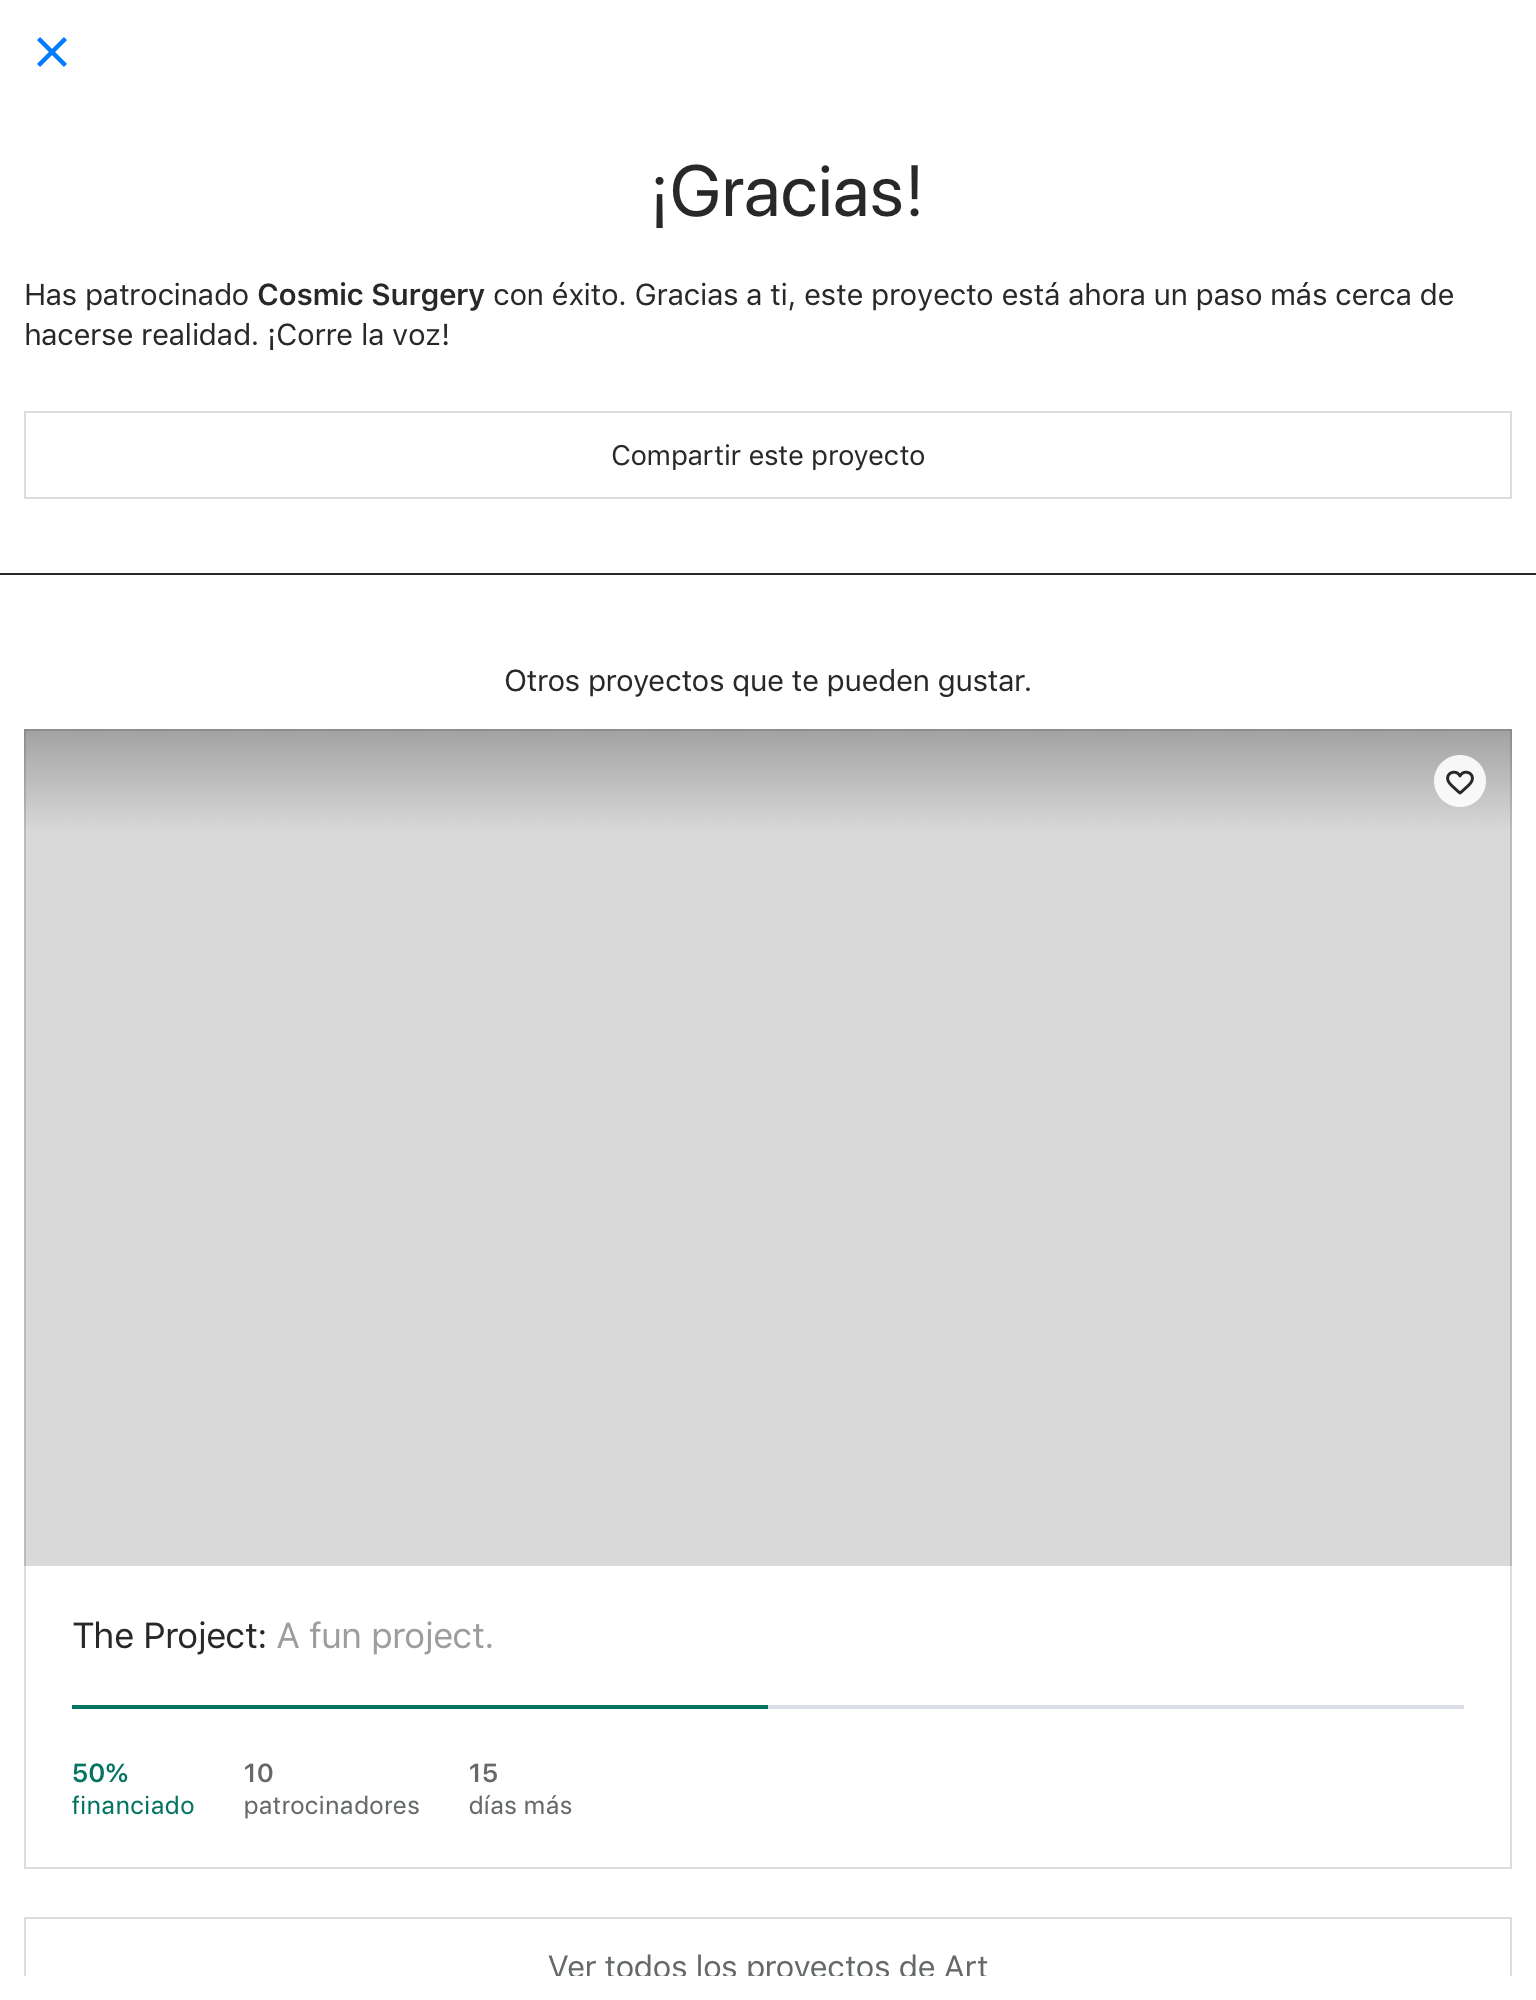 ¡Gracias!
Has patrocinado Cosmic Surgery con éxito. Gracias a ti, este proyecto está ahora un paso más cerca de
hacerse realidad. ¡Corre la voz!
Compartir este proyecto
Otros proyectos que te pueden gustar.
The Project: A fun project.
50% 10 15
financiado patrocinadores días más
Ver todos los proyectos de Art